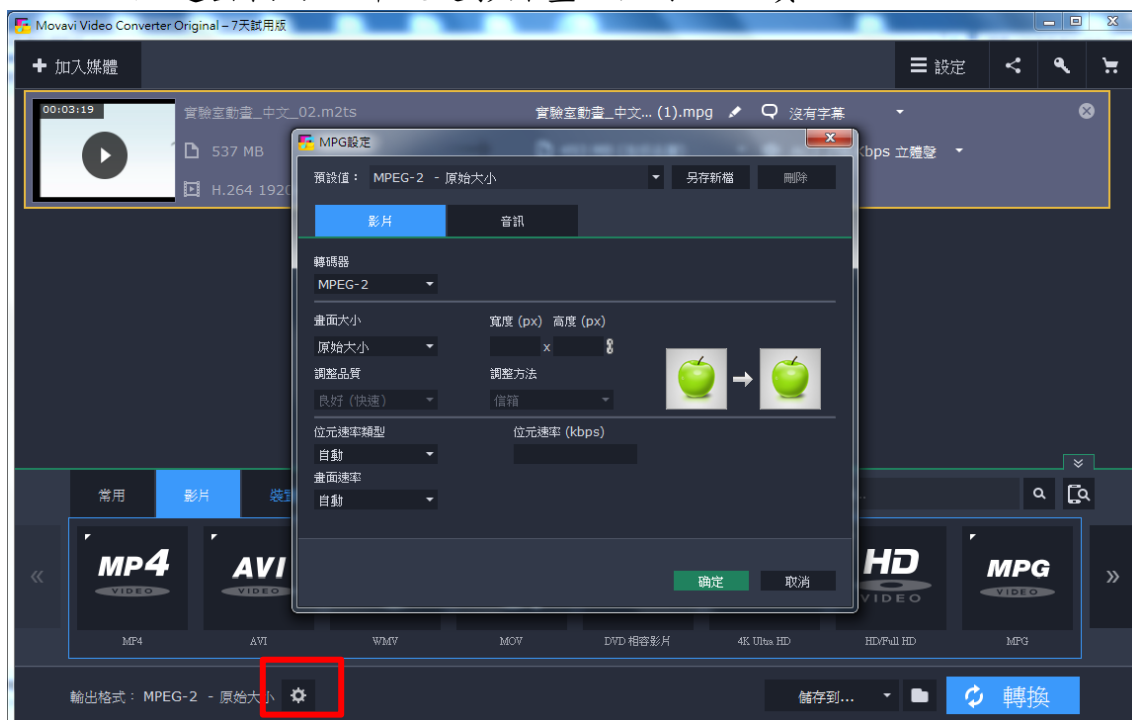 Movavi Video Converter Original – 7天試用版
加入媒體
設定
00:03:19
實驗室動畫_中文_02.m2ts
實驗室動畫_中文... (1).mpg
沒有字幕
537 MB
Kbps 立體聲
H.264 1920
MPG設定
預設值： MPEG-2 - 原始大小
另存新檔
刪除
影片
音訊
轉碼器
MPEG-2
畫面大小
寬度 (px) 高度 (px)
原始大小
x
調整品質
調整方法
良好 (快速)
信箱
位元速率類型
位元速率 (kbps)
自動
畫面速率
自動
确定
取消
常用
影片
MP4 VIDEO
AVI VIDEO
HD VIDEO
MPG VIDEO
MP4
AVI
WMV
MOV
DVD 相容影片
4K Ultra HD
HD/Full HD
MPG
輸出格式： MPEG-2 - 原始大小
儲存到...
轉換